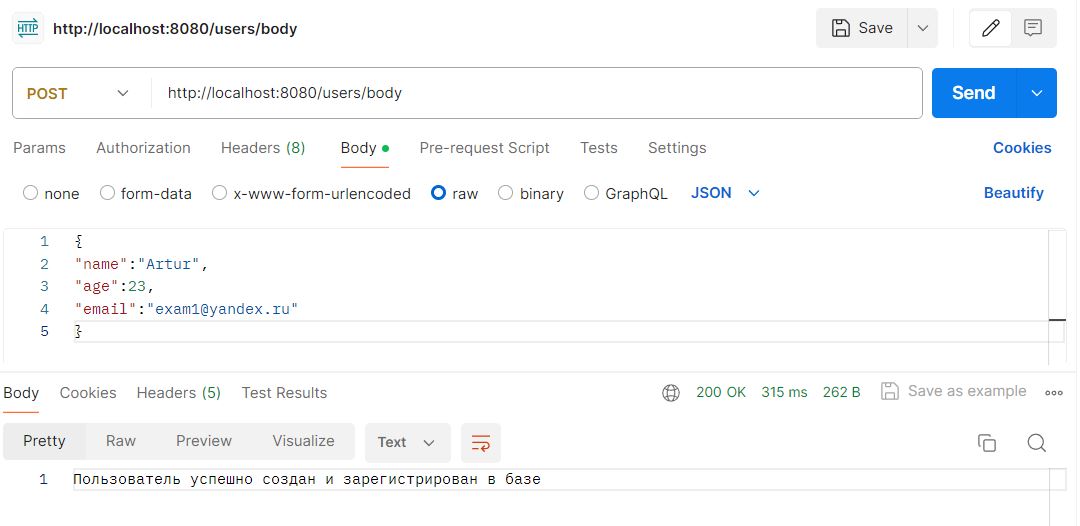 HTTP http://localhost:8080/users/body Save
POST http://localhost:8080/users/body Send
Params Authorization Headers (8) Body Pre-request Script Tests Settings Cookies
none form-data x-www-form-urlencoded raw binary GraphQL JSON Beautify
1 {
2 "name":"Artur",
3 "age":23,
4 "email":"exam1@yandex.ru"
5 }
Body Cookies Headers (5) Test Results 200 OK 315 ms 262 B Save as example
Pretty Raw Preview Visualize Text
1 Пользователь успешно создан и зарегистрирован в базе